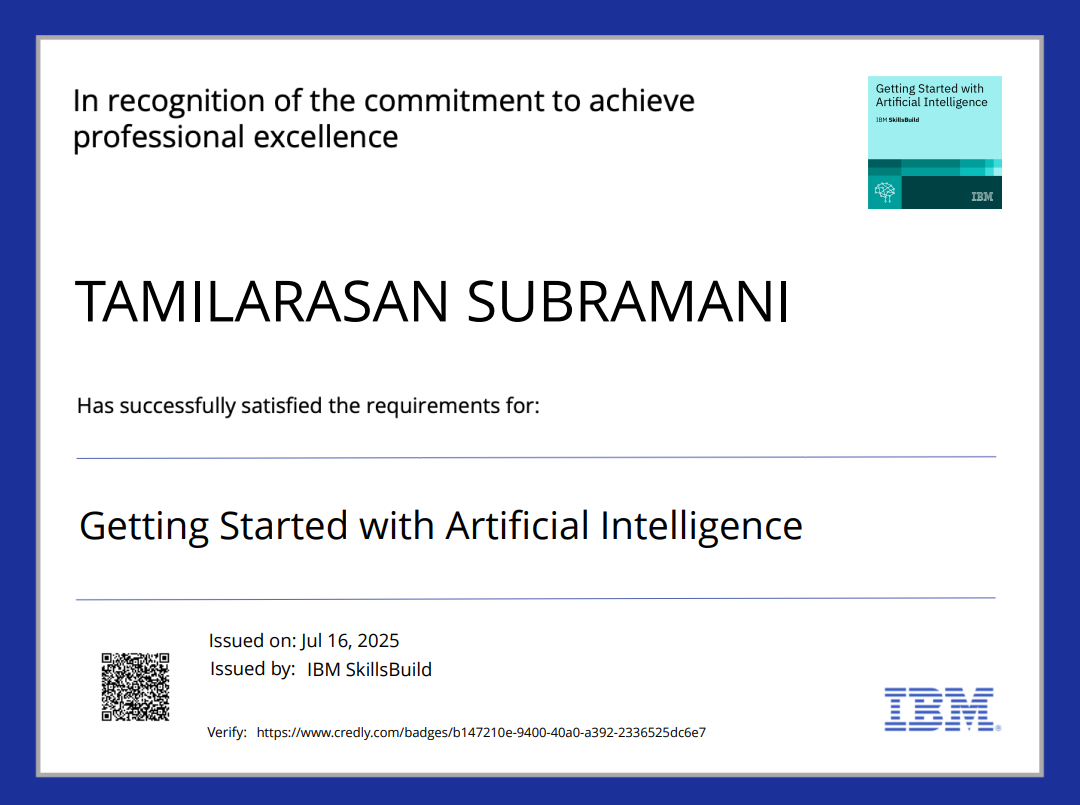 In recognition of the commitment to achieve
professional excellence
Getting Started with
Artificial Intelligence
IBM SkillsBuild
IBM
TAMILARASAN SUBRAMANI
Has successfully satisfied the requirements for:
Getting Started with Artificial Intelligence
Issued on: Jul 16, 2025
Issued by: IBM SkillsBuild
Verify: https://www.credly.com/badges/b147210e-9400-40a0-a392-2336525dc6e7
IBM®